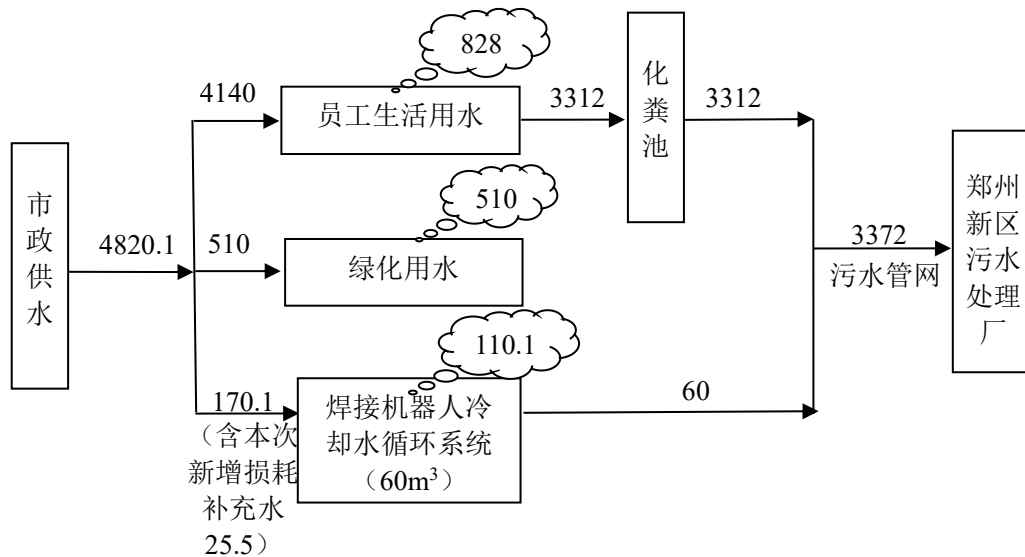 市
政
供
水
4820.1
4140
828
员工生活用水
3312
化
粪
池
3312
510
510
绿化用水
170.1
（含本次
新增损耗
补充水
25.5）
110.1
焊接机器人冷
却水循环系统
（60m³）
60
3372
污水管网
郑州
新区
污水
处理
厂